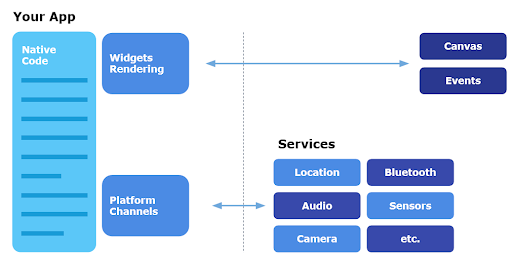 Your App
Native
Code
Widgets
Rendering
Canvas
Events
Platform
Channels
Services
Location
Bluetooth
Audio
Sensors
Camera
etc.